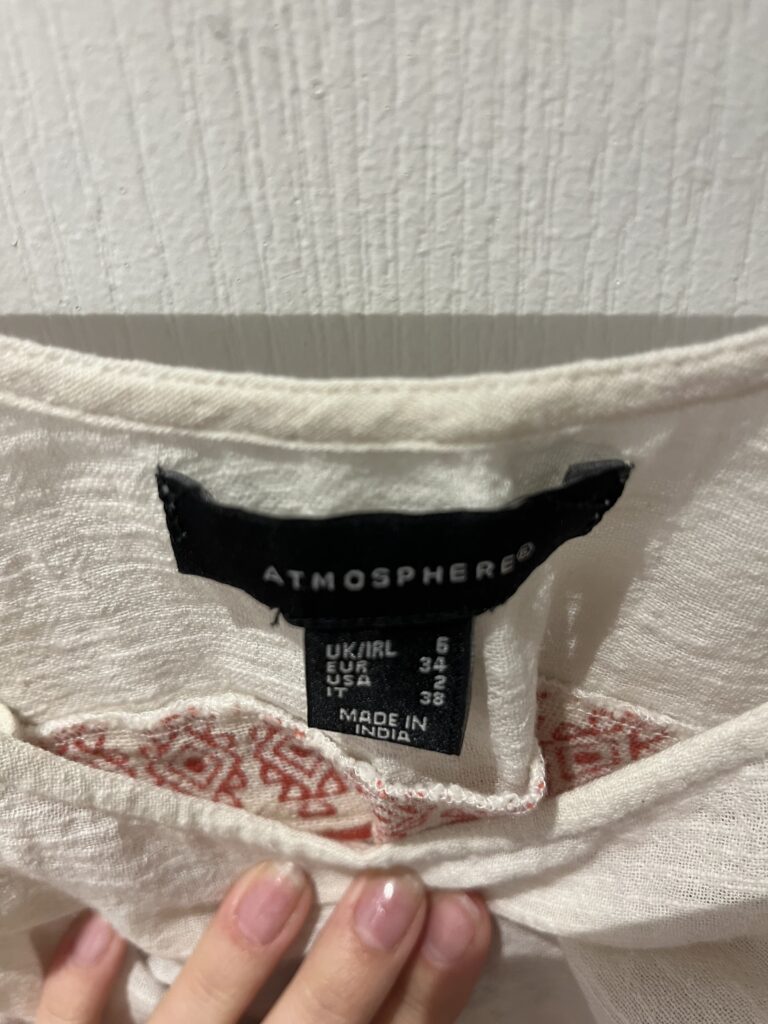 ATMOSPHERE®
UK/IRL 6
EUR 34
USA 2
IT 38
MADE IN
INDIA